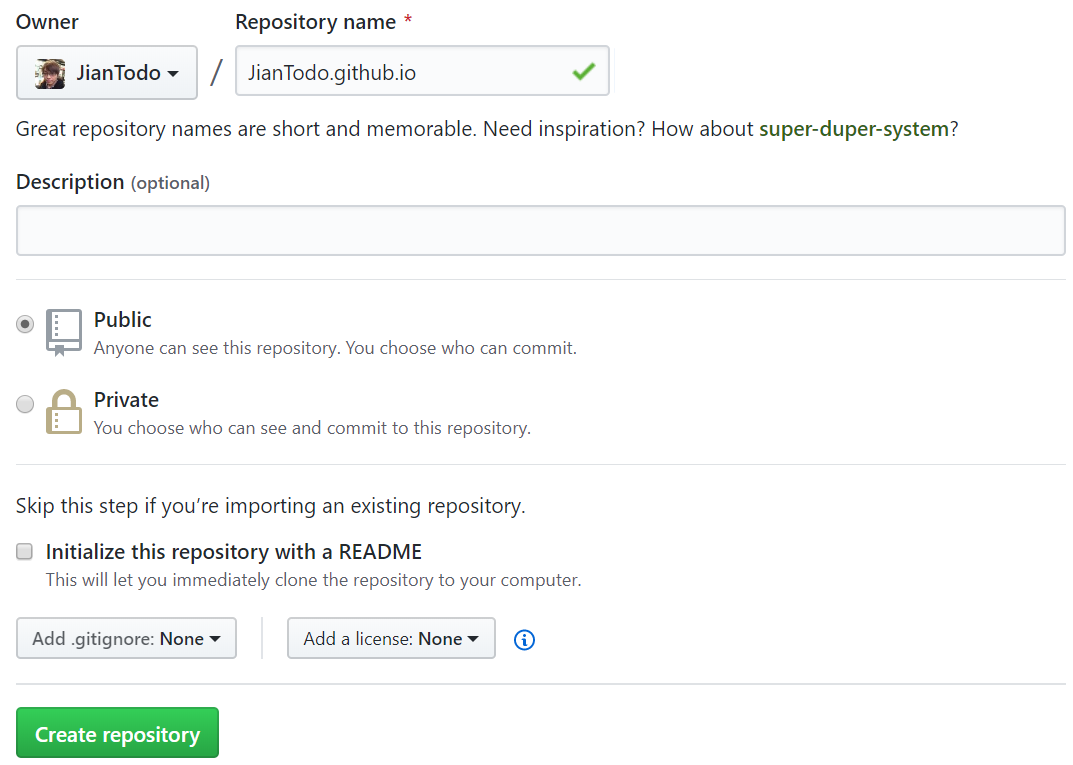 Owner
Repository name *
JianTodo / JianTodo.github.io
Great repository names are short and memorable. Need inspiration? How about super-duper-system?
Description (optional)
Public
Anyone can see this repository. You choose who can commit.
Private
You choose who can see and commit to this repository.
Skip this step if you’re importing an existing repository.
Initialize this repository with a README
This will let you immediately clone the repository to your computer.
Add .gitignore: None
Add a license: None
Create repository